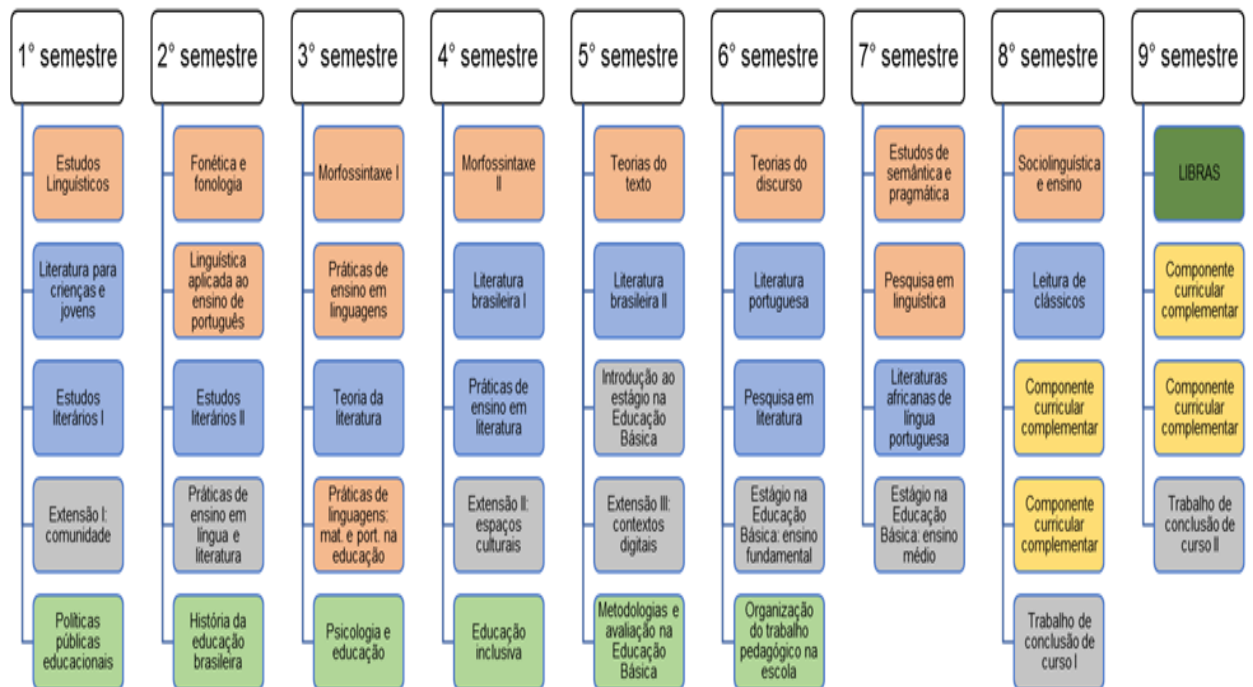 1° semestre
2° semestre
3° semestre
4° semestre
5° semestre
6° semestre
7° semestre
8° semestre
9° semestre
Estudos
Linguísticos
Fonética e
fonologia
Morfossintaxe I
Morfossintaxe
II
Teorias do
texto
Teorias do
discurso
Estudos de
semântica e
pragmática
Sociolinguística
e ensino
LIBRAS
Literatura para
crianças e
jovens
Linguística
aplicada ao
ensino de
português
Práticas de
ensino em
linguagens
Literatura
brasileira I
Literatura
brasileira II
Literatura
portuguesa
Pesquisa em
linguística
Leitura de
clássicos
Componente
curricular
complementar
Estudos
literários I
Estudos
literários II
Teoria da
literatura
Práticas de
ensino em
literatura
Introdução ao
estágio na
Educação
Básica
Pesquisa em
literatura
Literaturas
africanas de
língua
portuguesa
Componente
curricular
complementar
Componente
curricular
complementar
Extensão I:
comunidade
Práticas de
ensino em
língua e
literatura
Práticas de
linguagens:
mat. e port. na
educação
Extensão II:
espaços
culturais
Extensão III:
contextos
digitais
Estágio na
Educação
Básica: ensino
fundamental
Estágio na
Educação
Básica: ensino
médio
Componente
curricular
complementar
Trabalho de
conclusão de
curso II
Políticas
públicas
educacionais
História da
educação
brasileira
Psicologia e
educação
Educação
inclusiva
Metodologias e
avaliação na
Educação
Básica
Organização
do trabalho
pedagógico na
escola
Trabalho de
conclusão de
curso I